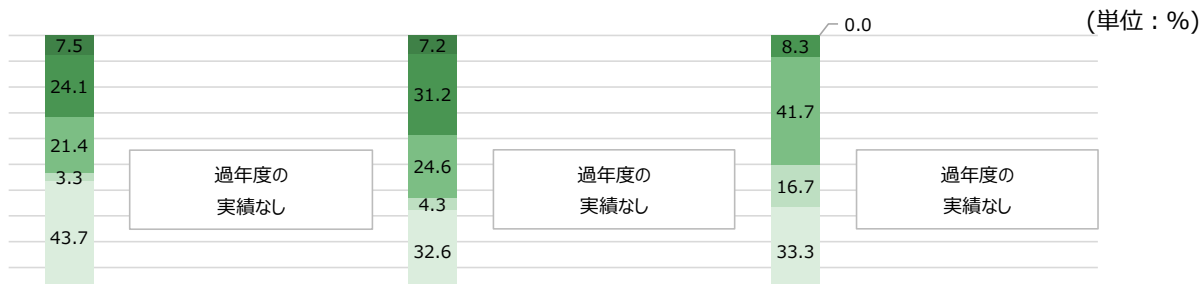 (単位：%)
0.0
7.5
7.2
8.3
24.1
31.2
41.7
21.4
24.6
16.7
3.3
4.3
33.3
43.7
32.6
過年度の
実績なし
過年度の
実績なし
過年度の
実績なし